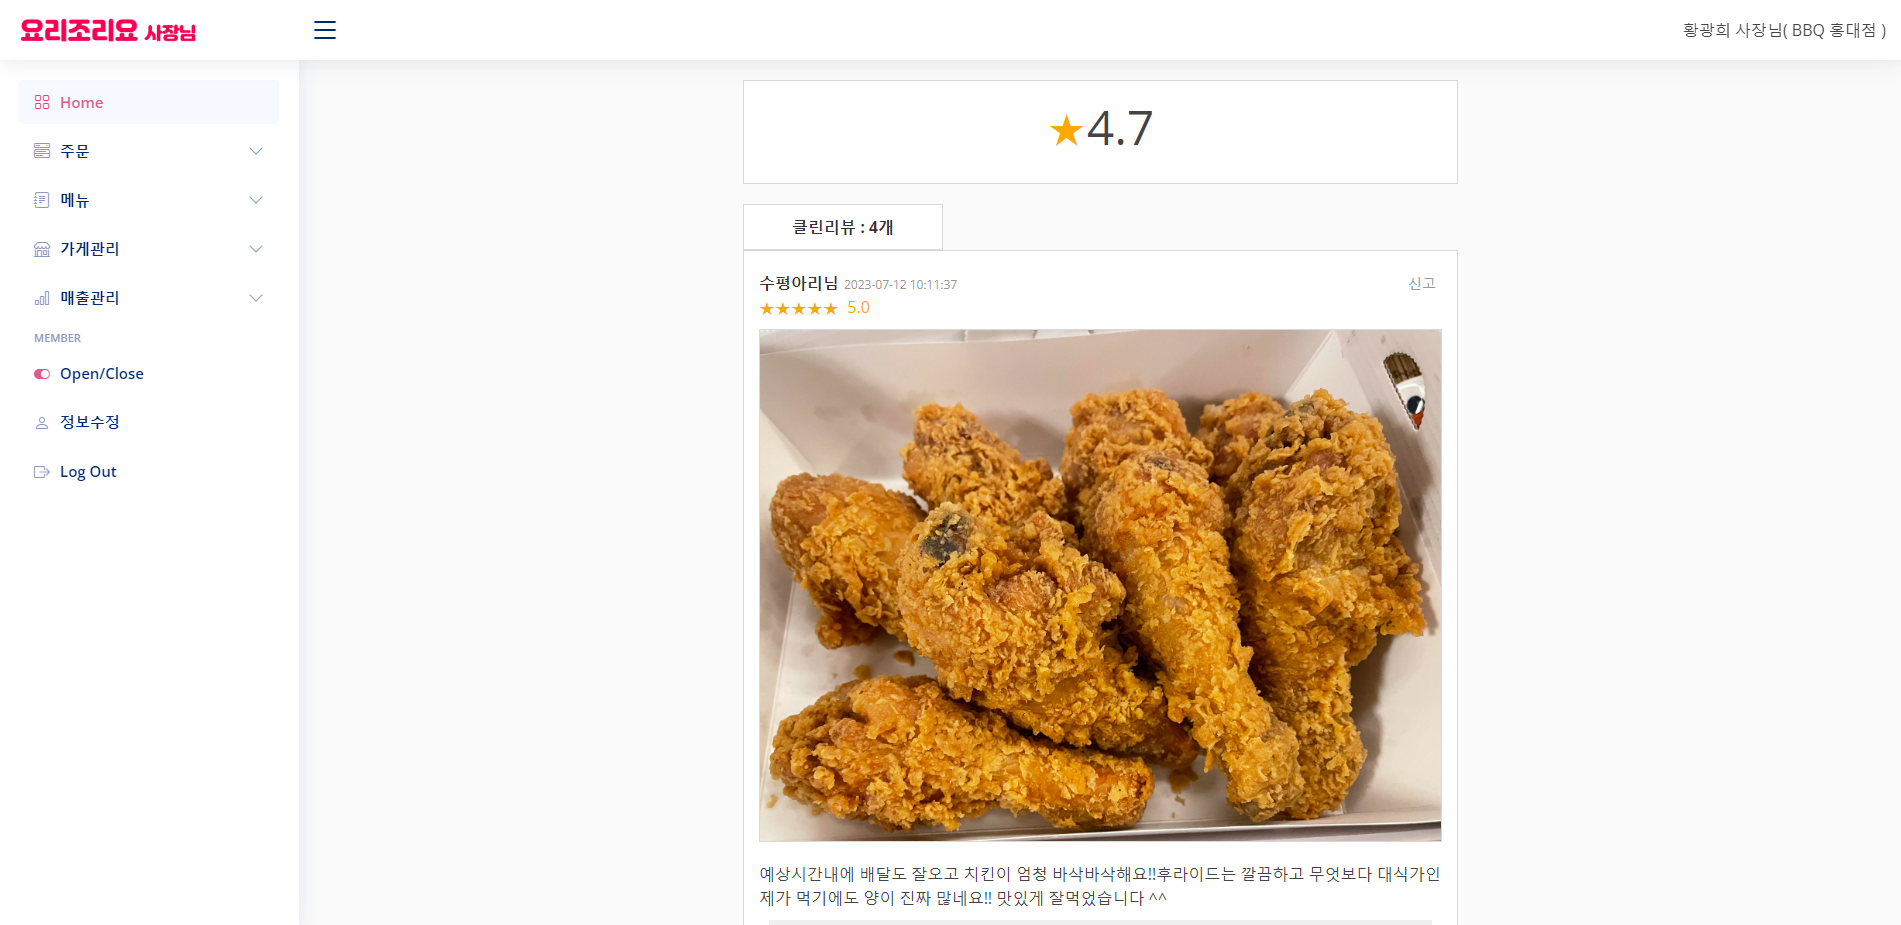 요리조리요 사장님
황광희 사장님( BBQ 홍대점 )
Home
주문
메뉴
가게관리
매출관리
MEMBER
Open/Close
정보수정
Log Out
★4.7
클린리뷰 : 4개
수평아리님 2023-07-12 10:11:37
신고
★★★★★ 5.0
예상시간내에 배달도 잘오고 치킨이 엄청 바삭바삭해요!!후라이드는 깔끔하고 무엇보다 대식가인
제가 먹기에도 양이 진짜 많네요!! 맛있게 잘먹었습니다 ^^